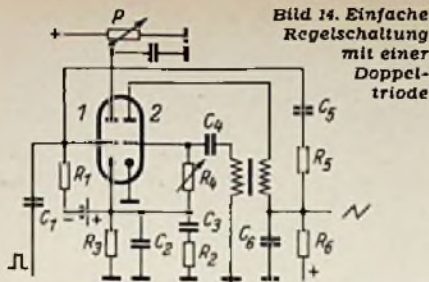 Bild 14. Einfache
Regelschaltung
mit einer
Doppel-
triode
+ P
1 2
C5
C4
R1 R4 R5
C1 - +
C3
R3 C2 R2 C6 R6
+